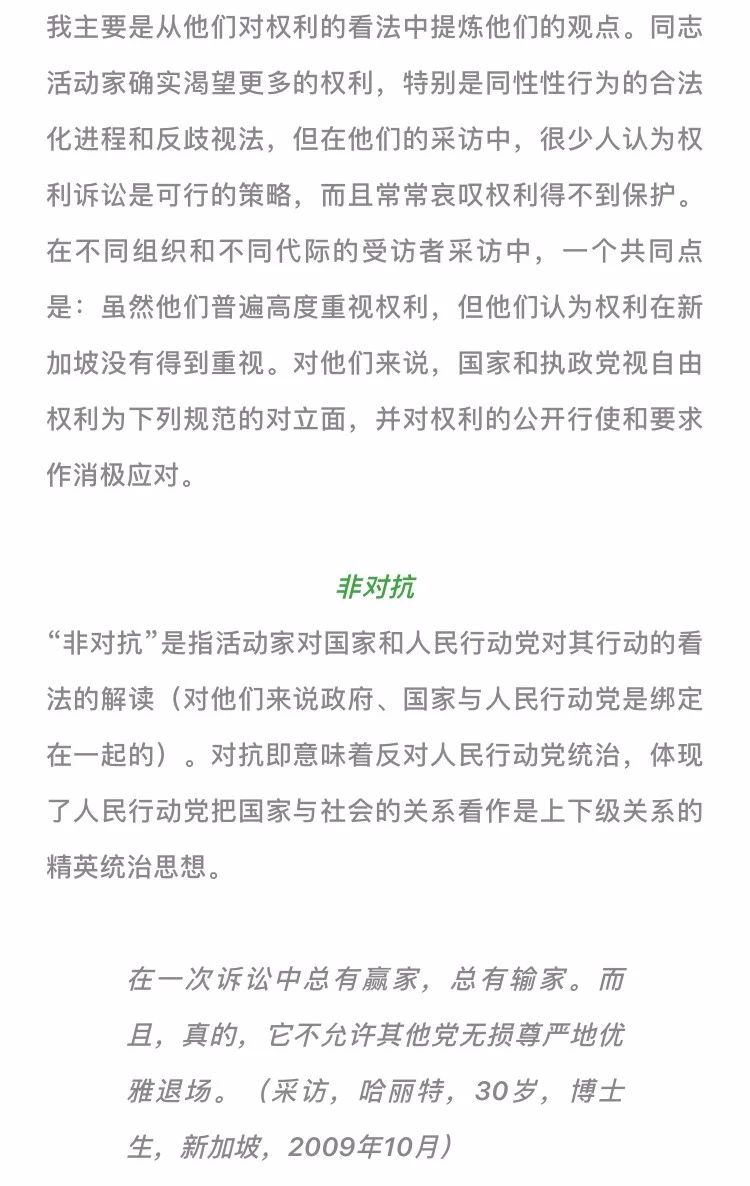 我主要是从他们对权利的看法中提炼他们的观点。同志
活动家确实渴望更多的权利，特别是同性性行为的合法
化进程和反歧视法，但在他们的采访中，很少人认为权
利诉讼是可行的策略，而且常常哀叹权利得不到保护。
在不同组织和不同代际的受访者采访中，一个共同点
是：虽然他们普遍高度重视权利，但他们认为权利在新
加坡没有得到重视。对他们来说，国家和执政党视自由
权利为下列规范的对立面，并对权利的公开行使和要求
作消极应对。
非对抗
“非对抗”是指活动家对国家和人民行动党对其行动的看
法的解读（对他们来说政府、国家与人民行动党是绑定
在一起的）。对抗即意味着反对人民行动党统治，体现
了人民行动党把国家与社会的关系看作是上下级关系的
精英统治思想。
在一次诉讼中总有赢家，总有输家。而
且，真的，它不允许其他党无损尊严地优
雅退场。（采访，哈丽特，30岁，博士
生，新加坡，2009年10月）